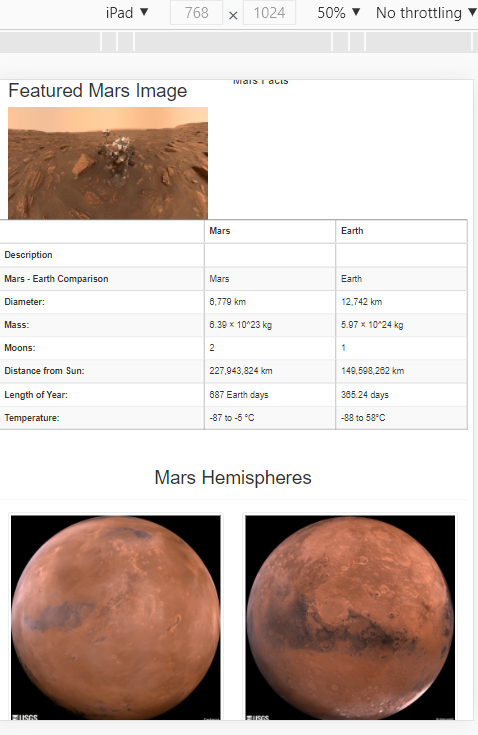 iPad ▼ 768 × 1024 50% ▼ No throttling ▼
Mars Facts
Featured Mars Image
Mars Earth
Description
Mars - Earth Comparison Mars Earth
Diameter: 6,779 km 12,742 km
Mass: 6.39 × 10^23 kg 5.97 × 10^24 kg
Moons: 2 1
Distance from Sun: 227,943,824 km 149,598,262 km
Length of Year: 687 Earth days 365.24 days
Temperature: -87 to -5 °C -88 to 58°C
Mars Hemispheres
USGS USGS